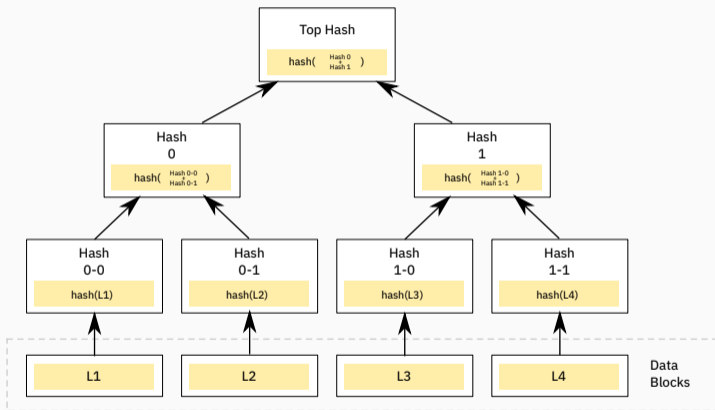 Top Hash
hash( Hash 0
+
Hash 1 )
Hash
0
hash( Hash 0-0
+
Hash 0-1 )
Hash
1
hash( Hash 1-0
+
Hash 1-1 )
Hash
0-0
hash(L1)
Hash
0-1
hash(L2)
Hash
1-0
hash(L3)
Hash
1-1
hash(L4)
L1
L2
L3
L4
Data
Blocks